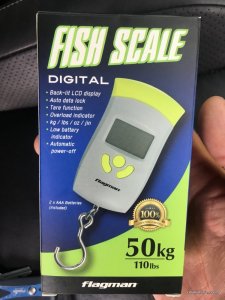 FISH SCALE
DIGITAL
• Back-lit LCD display
• Auto data lock
• Tare function
• Overload indicator
• kg / lbs / oz / jin
• Low battery
indicator
• Automatic
power-off
2 x AAA Batteries
(Included)
flagman
100%
50kg
110lbs
flagman